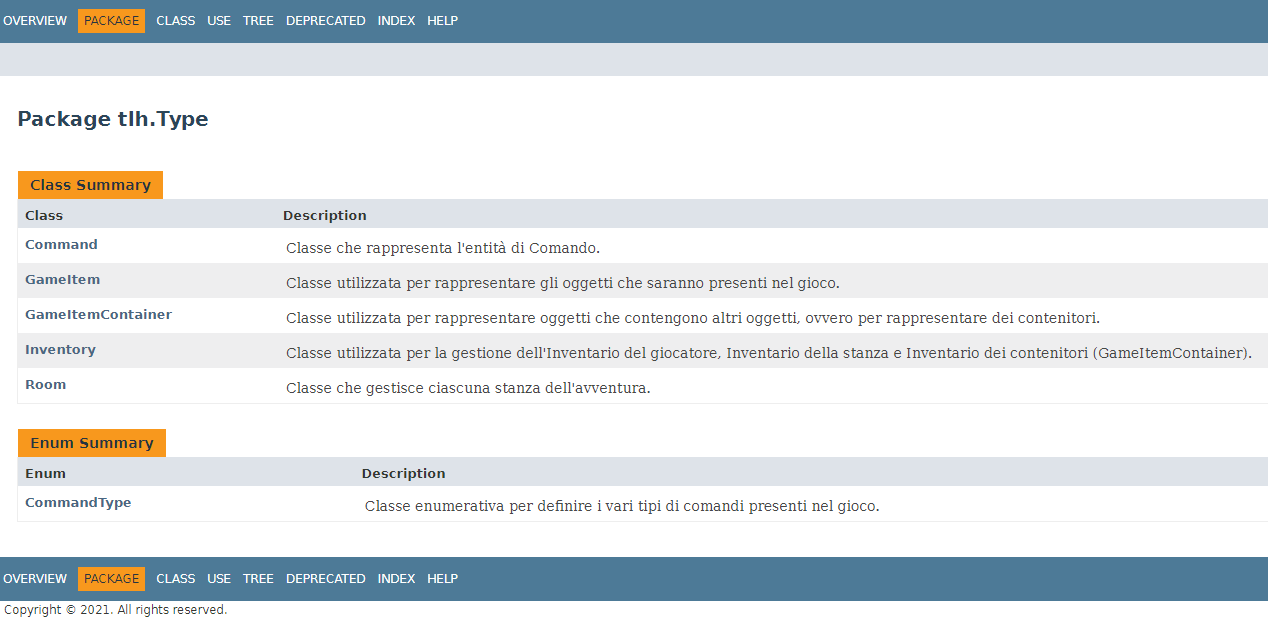 OVERVIEW PACKAGE CLASS USE TREE DEPRECATED INDEX HELP
Package tlh.Type
Class Summary
Class Description
Command Classe che rappresenta l'entità di Comando.
GameItem Classe utilizzata per rappresentare gli oggetti che saranno presenti nel gioco.
GameItemContainer Classe utilizzata per rappresentare oggetti che contengono altri oggetti, ovvero per rappresentare dei contenitori.
Inventory Classe utilizzata per la gestione dell'Inventario del giocatore, Inventario della stanza e Inventario dei contenitori (GameItemContainer).
Room Classe che gestisce ciascuna stanza dell'avventura.
Enum Summary
Enum Description
CommandType Classe enumerativa per definire i vari tipi di comandi presenti nel gioco.
OVERVIEW PACKAGE CLASS USE TREE DEPRECATED INDEX HELP
Copyright © 2021. All rights reserved.